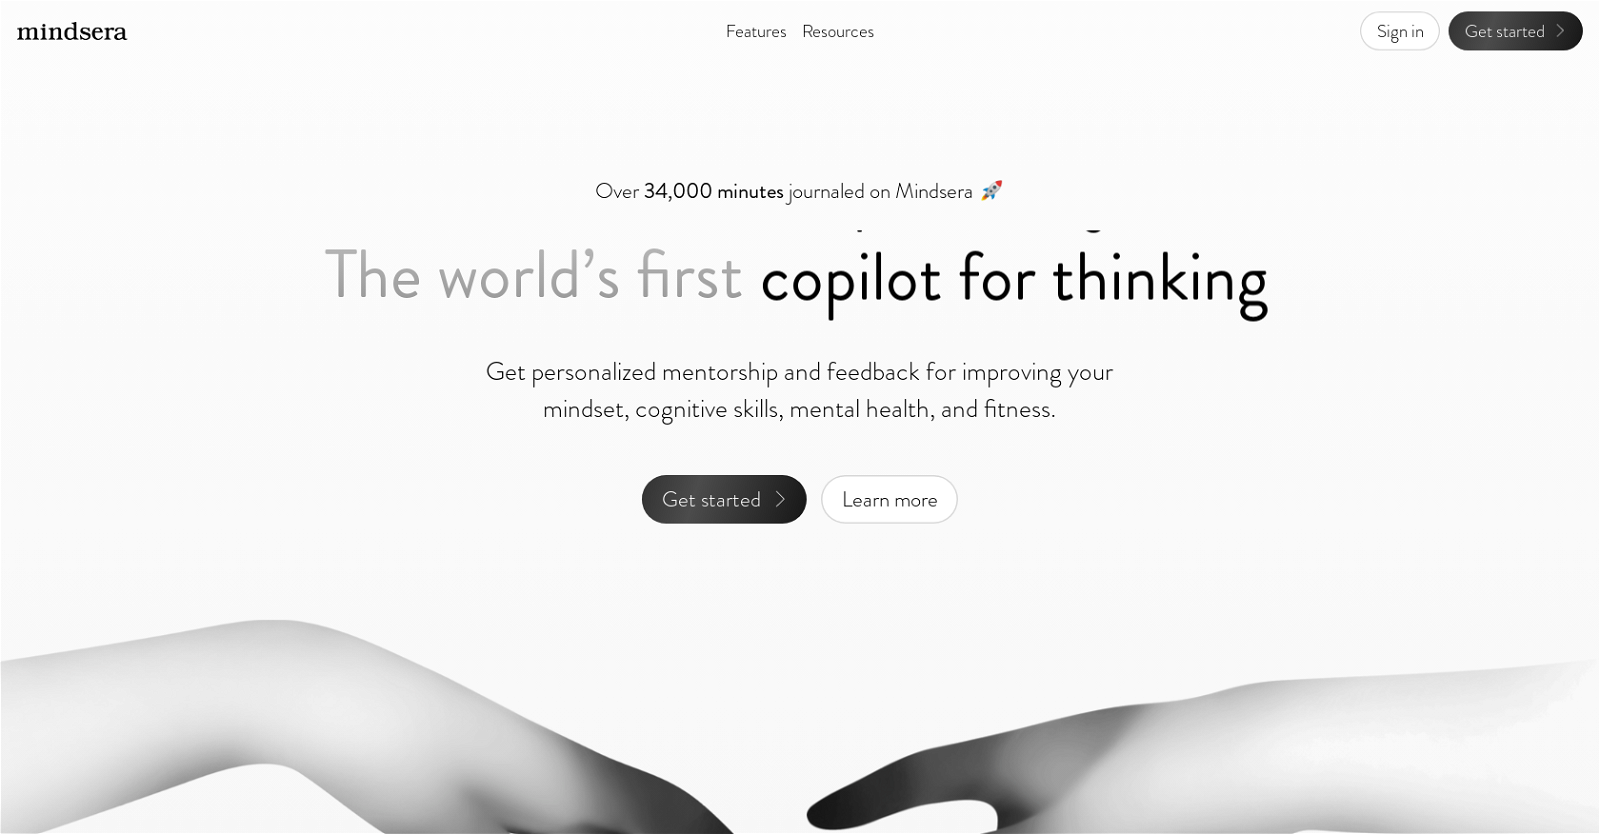 mindsera
Features
Resources
Sign in
Get started
Over 34,000 minutes journaled on Mindsera 🚀
The world’s first copilot for thinking
Get personalized mentorship and feedback for improving your
mindset, cognitive skills, mental health, and fitness.
Get started
Learn more